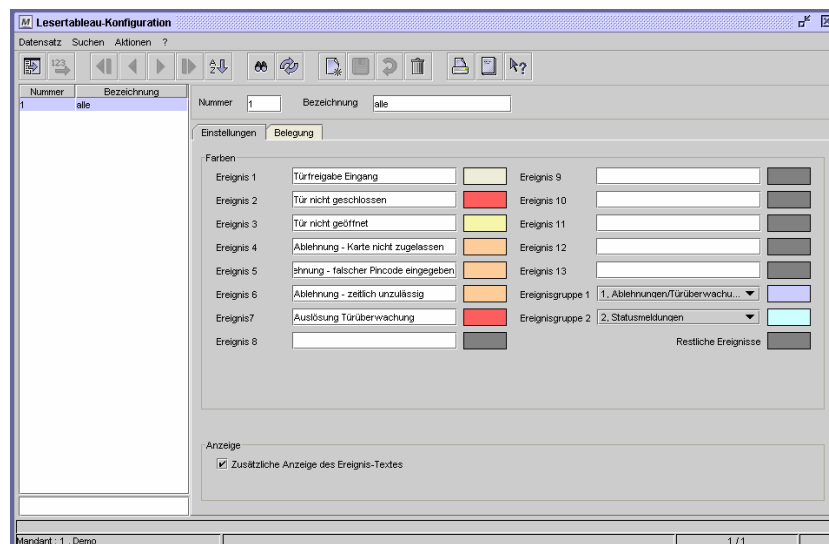 Lesertableau-Konfiguration
Datensatz Suchen Aktionen ?
Nummer Bezeichnung
1 alle
Nummer 1 Bezeichnung alle
Einstellungen Belegung
Farben
Ereignis 1 Türfreigabe Eingang Ereignis 9
Ereignis 2 Tür nicht geschlossen Ereignis 10
Ereignis 3 Tür nicht geöffnet Ereignis 11
Ereignis 4 Ablehnung - Karte nicht zugelassen Ereignis 12
Ereignis 5 ehnung - falscher Pincode eingegeben Ereignis 13
Ereignis 6 Ablehnung - zeitlich unzulässig Ereignisgruppe 1 1, Ablehnungen/Türüberwachu...
Ereignis7 Auslösung Türüberwachung Ereignisgruppe 2 2, Statusmeldungen
Ereignis 8 Restliche Ereignisse
Anzeige
Zusätzliche Anzeige des Ereignis-Textes
Mandant : 1 , Demo 1 / 1